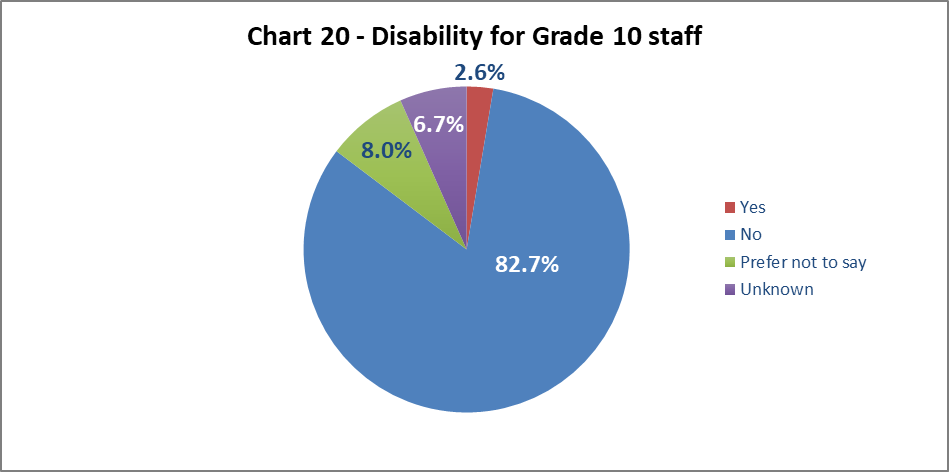 Chart 20 - Disability for Grade 10 staff
2.6%
6.7%
8.0%
82.7%
Yes
No
Prefer not to say
Unknown